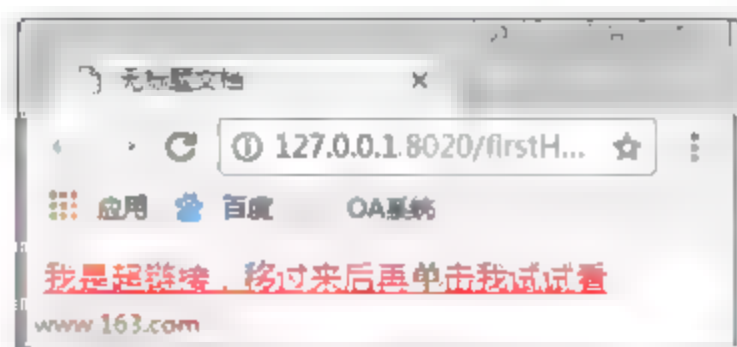 无标题文档
127.0.0.1:8020/firstH...
应用 百度 OA系统
我是起链接，移过来后再单击我试试看
www.163.com